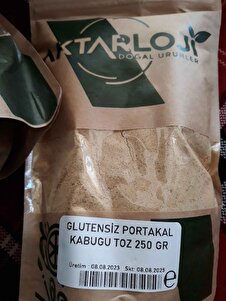 AKTARLOJİ
DOĞAL ÜRÜNLER
GLUTENSİZ PORTAKAL
KABUGU TOZ 250 GR
Üretim : 08.08.2023 Skt: 08.08.2025
e